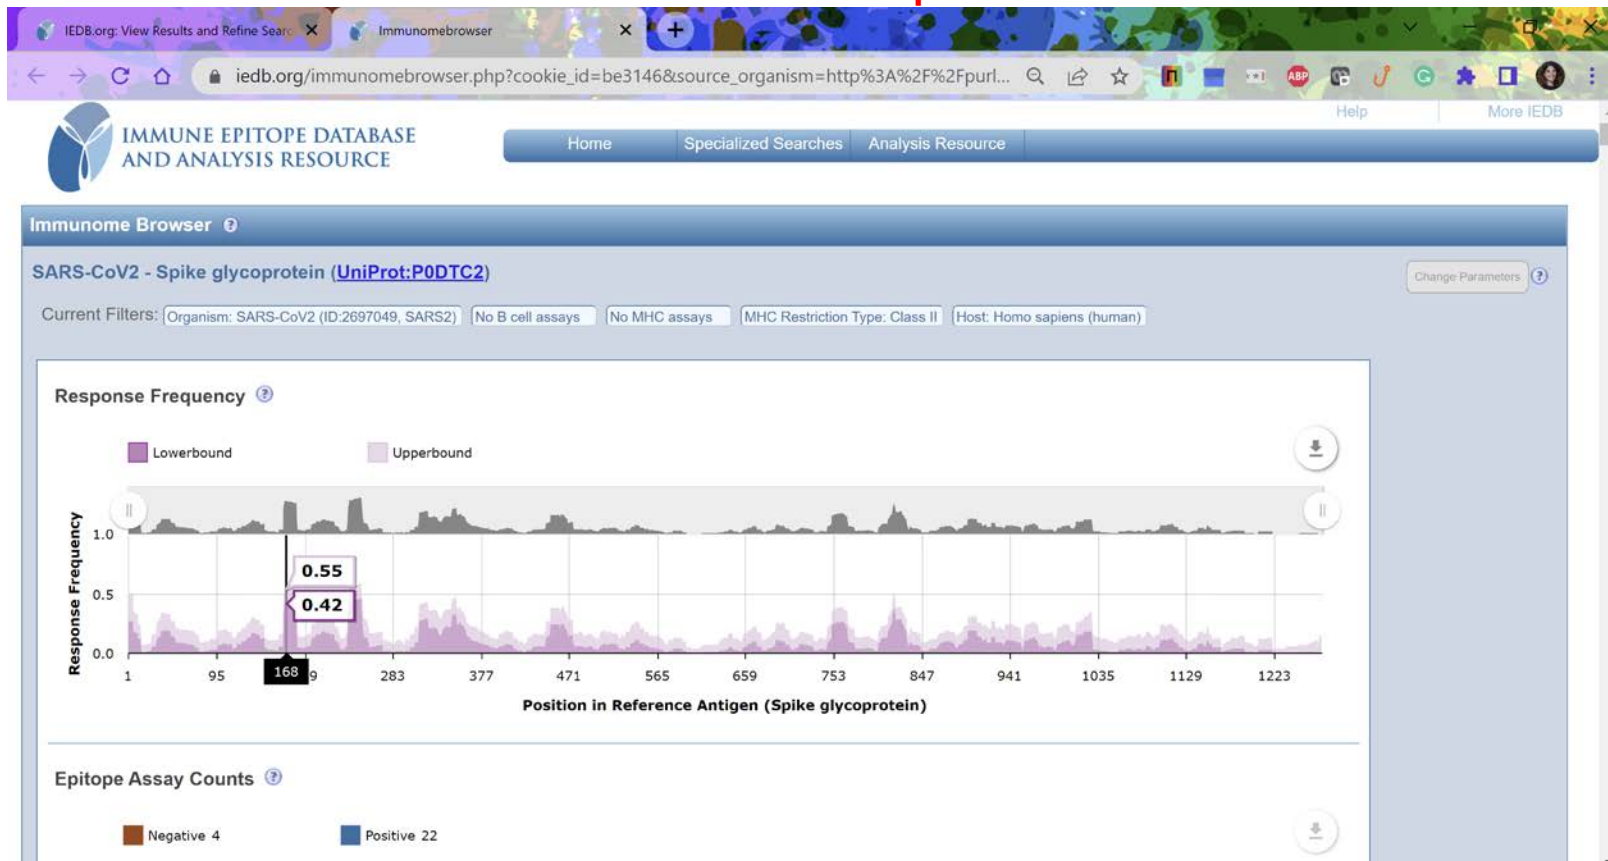 IEDB.org: View Results and Refine Searc
Immunomebrowser
iedb.org/immunomebrowser.php?cookie_id=be3146&source_organism=http%3A%2F%2Fpurl...
ABP
Help
More IEDB
IMMUNE EPITOPE DATABASE
AND ANALYSIS RESOURCE
Home
Specialized Searches
Analysis Resource
Immunome Browser ?
SARS-CoV2 - Spike glycoprotein (UniProt:P0DTC2)
Change Parameters ?
Current Filters: Organism: SARS-CoV2 (ID:2697049, SARS2) No B cell assays No MHC assays MHC Restriction Type: Class II Host: Homo sapiens (human)
Response Frequency ?
Lowerbound
Upperbound
Response Frequency
1.0
0.5
0.0
0.55
0.42
1 95 168 9 283 377 471 565 659 753 847 941 1035 1129 1223
Position in Reference Antigen (Spike glycoprotein)
Epitope Assay Counts ?
Negative 4
Positive 22